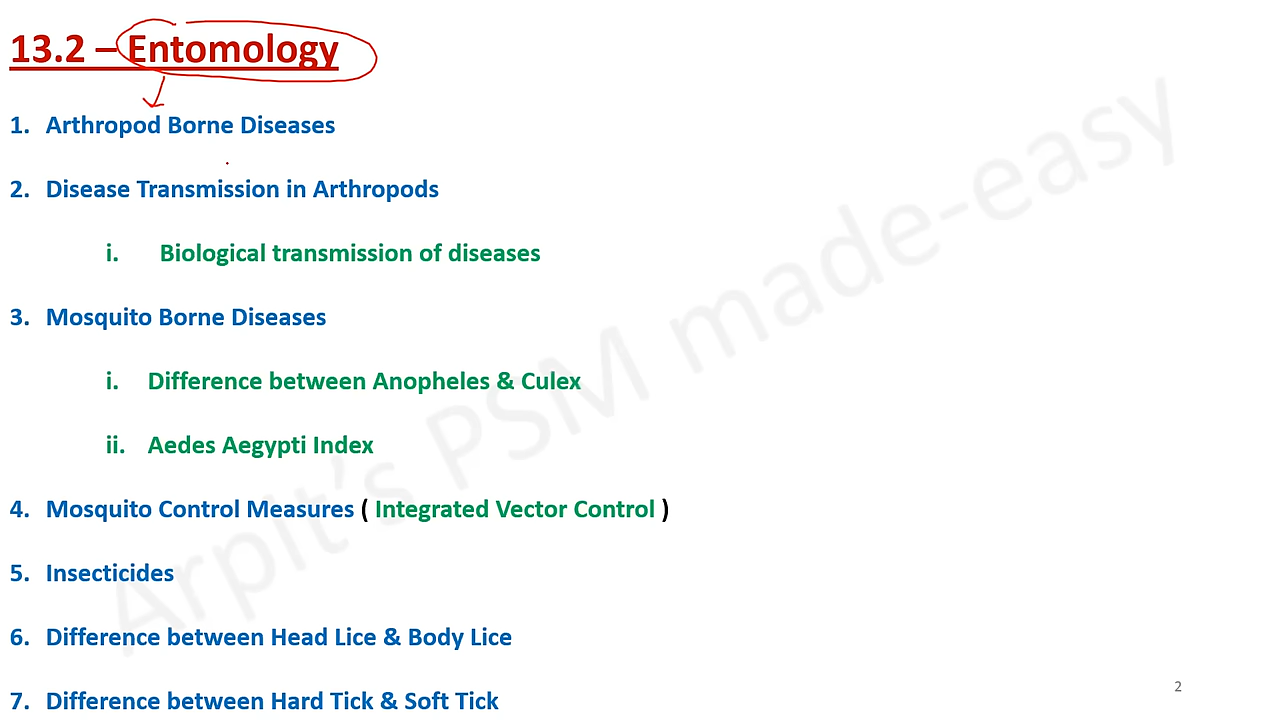 13.2 – Entomology
1. Arthropod Borne Diseases
2. Disease Transmission in Arthropods
i. Biological transmission of diseases
3. Mosquito Borne Diseases
i. Difference between Anopheles & Culex
ii. Aedes Aegypti Index
4. Mosquito Control Measures ( Integrated Vector Control )
5. Insecticides
6. Difference between Head Lice & Body Lice
7. Difference between Hard Tick & Soft Tick
ArpIt's PSM made-easy
2